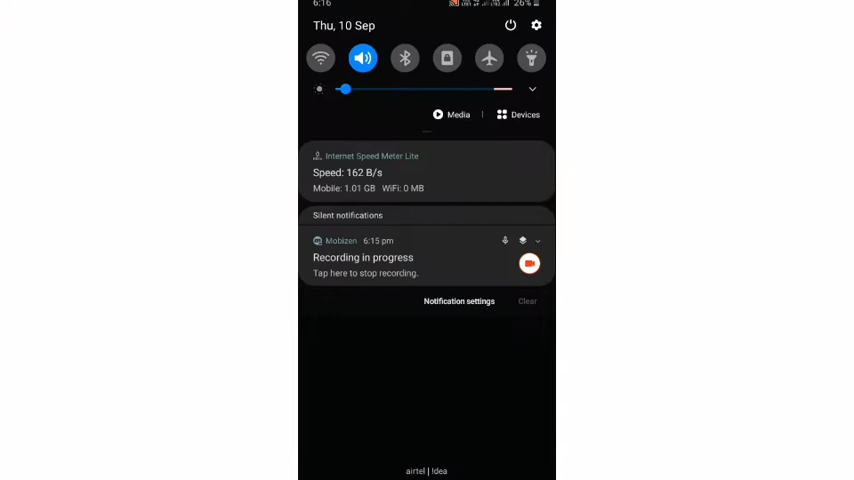 6:16 26%
Thu, 10 Sep
Media | Devices
Internet Speed Meter Lite
Speed: 162 B/s
Mobile: 1.01 GB WiFi: 0 MB
Silent notifications
Mobizen 6:15 pm
Recording in progress
Tap here to stop recording.
Notification settings Clear
airtel | !dea